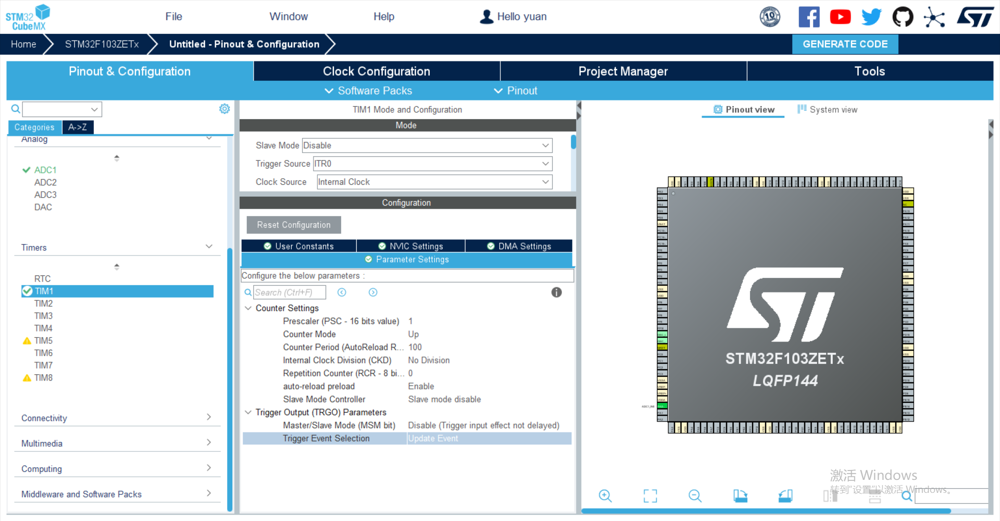 STM32
CubeMX
File
Window
Help
Hello yuan
10
Home
STM32F103ZETx
Untitled - Pinout & Configuration
GENERATE CODE
Pinout & Configuration
Clock Configuration
Project Manager
Tools
Software Packs
Pinout
Categories
A->Z
Analog
ADC1
ADC2
ADC3
DAC
Timers
RTC
TIM1
TIM2
TIM3
TIM4
TIM5
TIM6
TIM7
TIM8
Connectivity
Multimedia
Computing
Middleware and Software Packs
TIM1 Mode and Configuration
Mode
Slave Mode Disable
Trigger Source ITR0
Clock Source Internal Clock
Configuration
Reset Configuration
User Constants
NVIC Settings
DMA Settings
Parameter Settings
Configure the below parameters :
Search (Ctrl+F)
Counter Settings
Prescaler (PSC - 16 bits value) 1
Counter Mode Up
Counter Period (AutoReload R... 100
Internal Clock Division (CKD) No Division
Repetition Counter (RCR - 8 bi... 0
auto-reload preload Enable
Slave Mode Controller Slave mode disable
Trigger Output (TRGO) Parameters
Master/Slave Mode (MSM bit) Disable (Trigger input effect not delayed)
Trigger Event Selection Update Event
Pinout view
System view
STM32F103ZETx
LQFP144
激活 Windows
转到"设置"以激活 Windows。